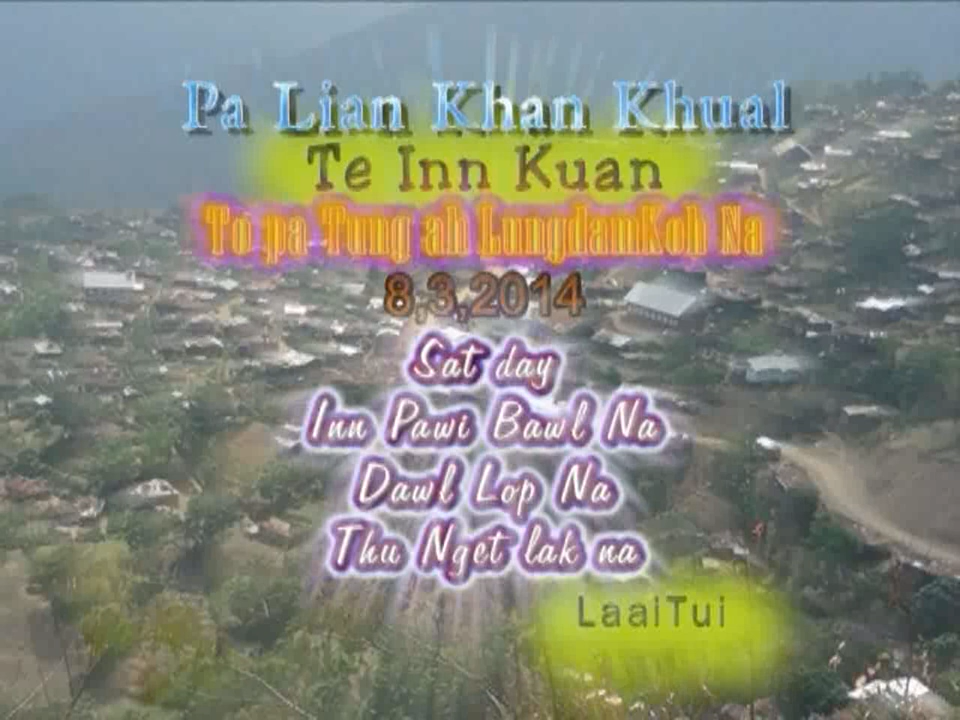 Pa Lian Khan Khual
Te Inn Kuan
To pa Tung ah LungdamKoh Na
8,3,2014
Sat day
Inn Pawi Bawl Na
Dawl Lop Na
Thu Nget lak na
LaaiTui